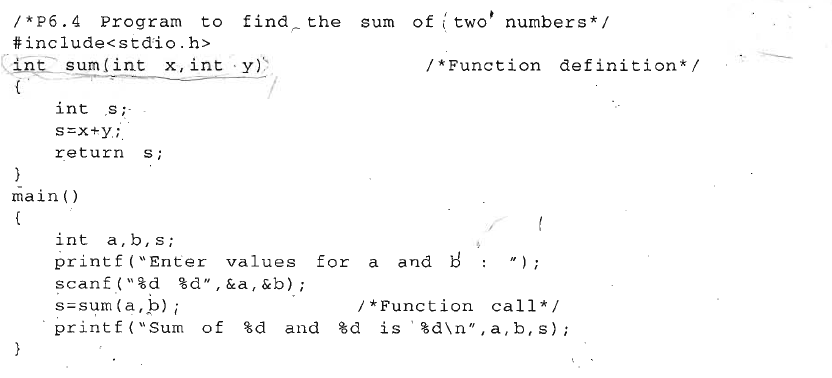 /*P6.4 Program to find the sum of two numbers*/
#include<stdio.h>
int sum(int x,int y)                /*Function definition*/
{
    int s;
    s=x+y;
    return s;
}
main()
{
    int a,b,s;
    printf("Enter values for a and b : ");
    scanf("%d %d",&a,&b);
    s=sum(a,b);                /*Function call*/
    printf("Sum of %d and %d is %d\n",a,b,s);
}